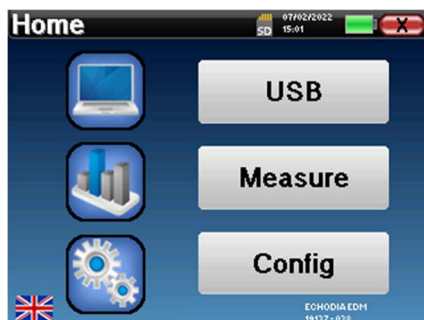 Home
SD
07/02/2022
15:01
X
USB
Measure
Config
ECHODIA EDM